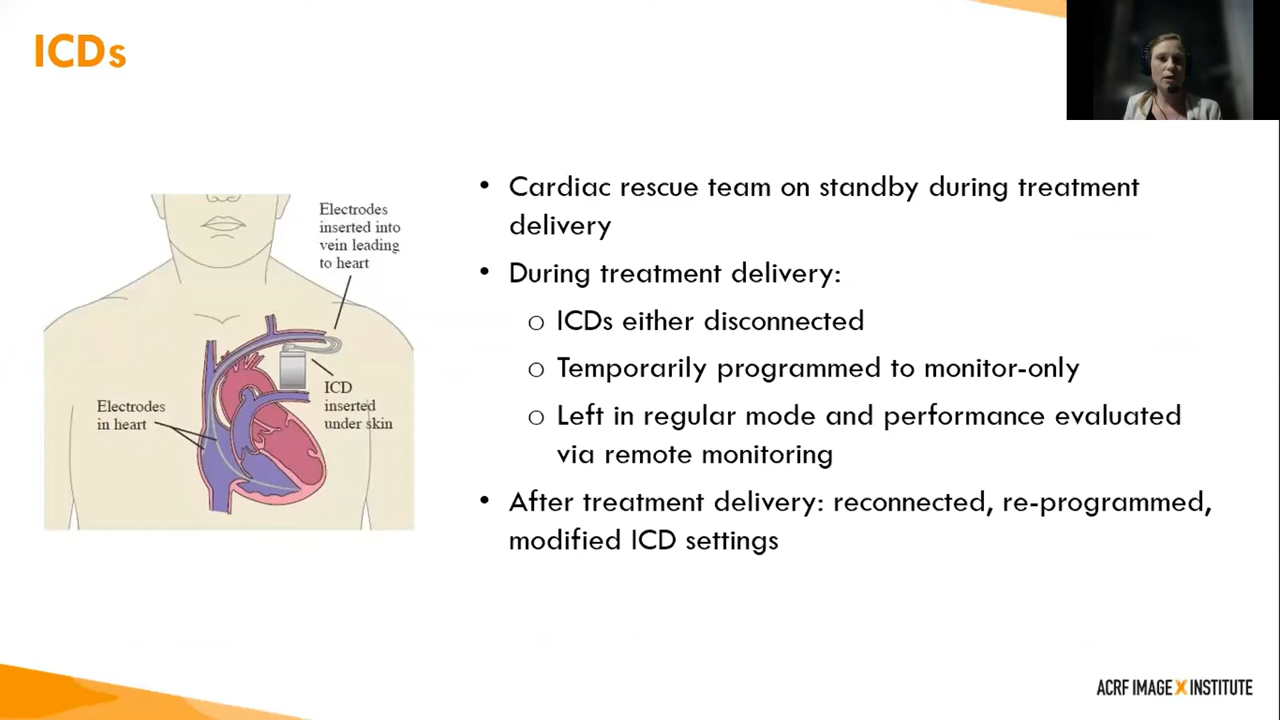 ICDs
Electrodes
inserted into
vein leading
to heart
ICD
inserted
under skin
Electrodes
in heart
• Cardiac rescue team on standby during treatment
delivery
• During treatment delivery:
o ICDs either disconnected
o Temporarily programmed to monitor-only
o Left in regular mode and performance evaluated
via remote monitoring
• After treatment delivery: reconnected, re-programmed,
modified ICD settings
ACRF IMAGE X INSTITUTE